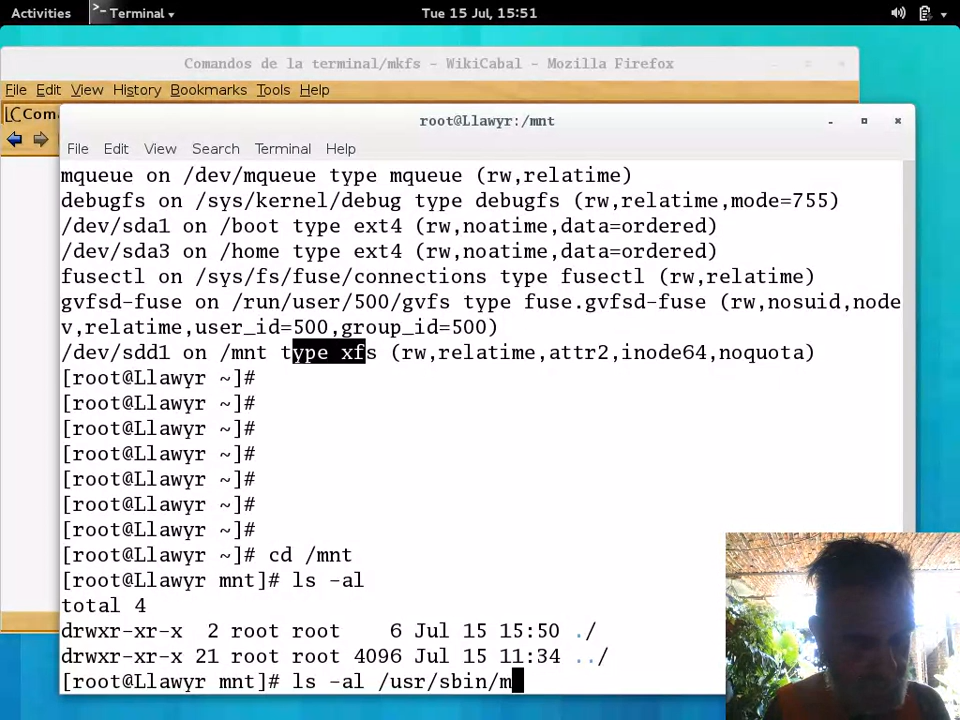 Activities
Terminal
Tue 15 Jul, 15:51
Comandos de la terminal/mkfs - WikiCabal - Mozilla Firefox
File Edit View History Bookmarks Tools Help
Com
root@Llawyr:/mnt
File Edit View Search Terminal Help
mqueue on /dev/mqueue type mqueue (rw,relatime)
debugfs on /sys/kernel/debug type debugfs (rw,relatime,mode=755)
/dev/sda1 on /boot type ext4 (rw,noatime,data=ordered)
/dev/sda3 on /home type ext4 (rw,noatime,data=ordered)
fusectl on /sys/fs/fuse/connections type fusectl (rw,relatime)
gvfsd-fuse on /run/user/500/gvfs type fuse.gvfsd-fuse (rw,nosuid,node
v,relatime,user_id=500,group_id=500)
/dev/sdd1 on /mnt type xfs (rw,relatime,attr2,inode64,noquota)
[root@Llawyr ~]#
[root@Llawyr ~]#
[root@Llawyr ~]#
[root@Llawyr ~]#
[root@Llawyr ~]#
[root@Llawyr ~]#
[root@Llawyr ~]#
[root@Llawyr ~]# cd /mnt
[root@Llawyr mnt]# ls -al
total 4
drwxr-xr-x  2 root root    6 Jul 15 15:50 ./
drwxr-xr-x 21 root root 4096 Jul 15 11:34 ../
[root@Llawyr mnt]# ls -al /usr/sbin/m